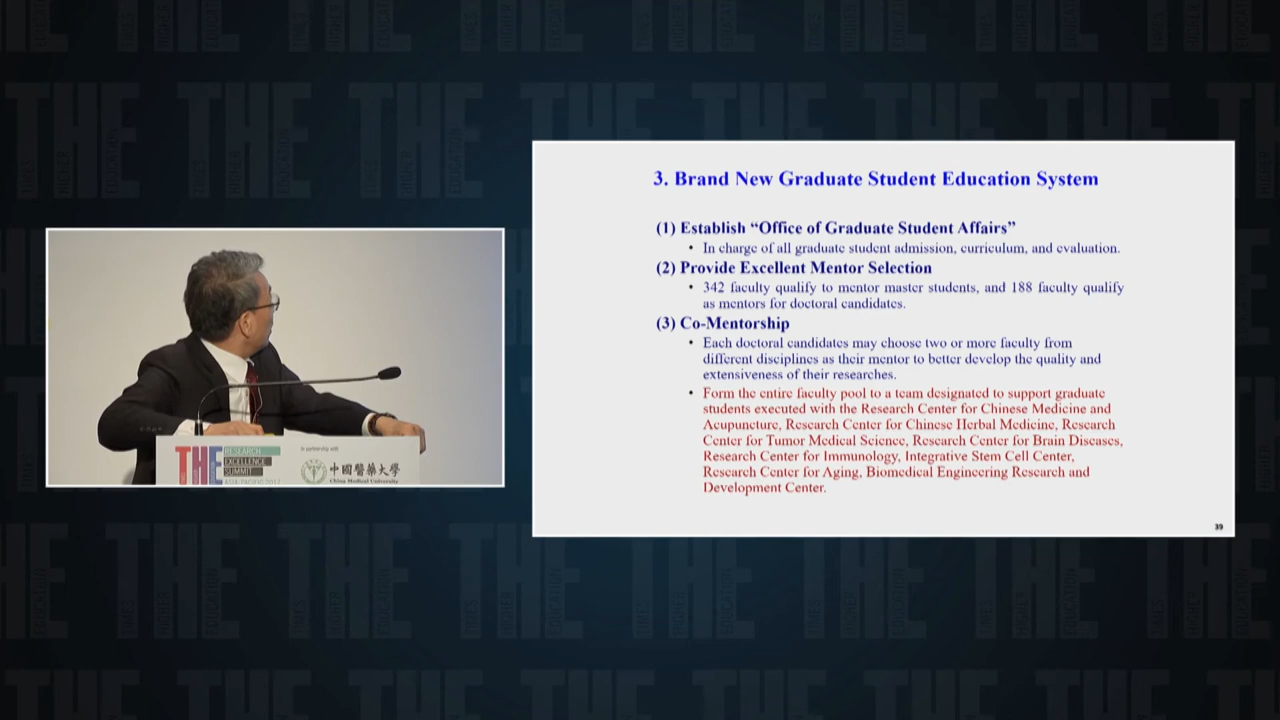 3. Brand New Graduate Student Education System
(1) Establish “Office of Graduate Student Affairs”
• In charge of all graduate student admission, curriculum, and evaluation.
(2) Provide Excellent Mentor Selection
• 342 faculty qualify to mentor master students, and 188 faculty qualify
as mentors for doctoral candidates.
(3) Co-Mentorship
• Each doctoral candidates may choose two or more faculty from
different disciplines as their mentor to better develop the quality and
extensiveness of their researches.
• Form the entire faculty pool to a team designated to support graduate
students executed with the Research Center for Chinese Medicine and
Acupuncture, Research Center for Chinese Herbal Medicine, Research
Center for Tumor Medical Science, Research Center for Brain Diseases,
Research Center for Immunology, Integrative Stem Cell Center,
Research Center for Aging, Biomedical Engineering Research and
Development Center.
39
THE
RESEARCH
EXCELLENCE
SUMMIT
ASIA-PACIFIC 2017
In partnership with
中國醫藥大學
China Medical University